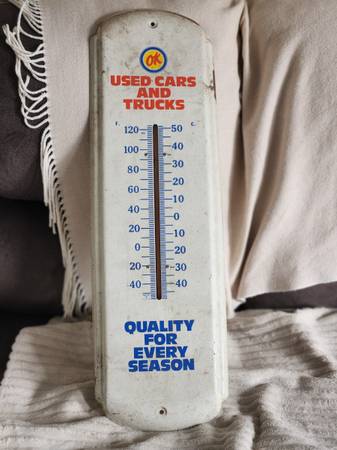 OK
USED CARS
AND
TRUCKS
F. C.
120 50
100 40
80 30
60 20
40 10
20 0
0 10
20 20
40 30
40
QUALITY
FOR
EVERY
SEASON